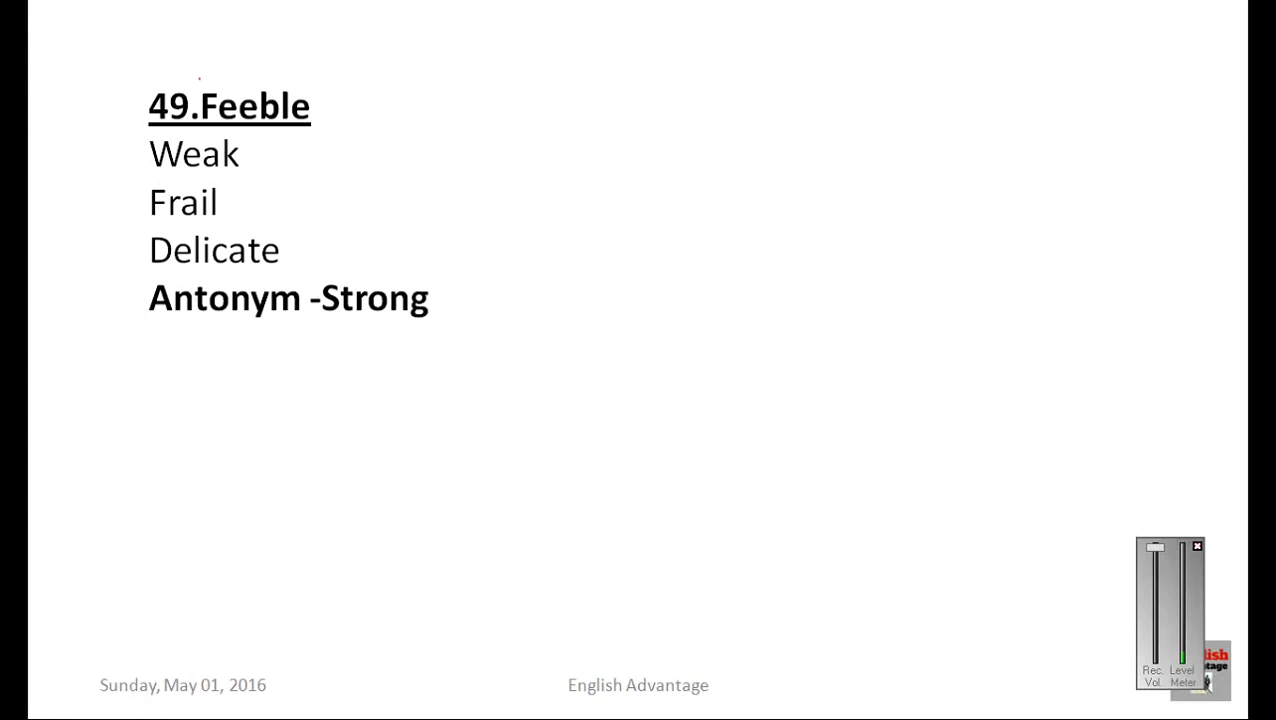 49.Feeble
Weak
Frail
Delicate
Antonym -Strong
Rec. Level
Vol. Meter
Sunday, May 01, 2016
English Advantage